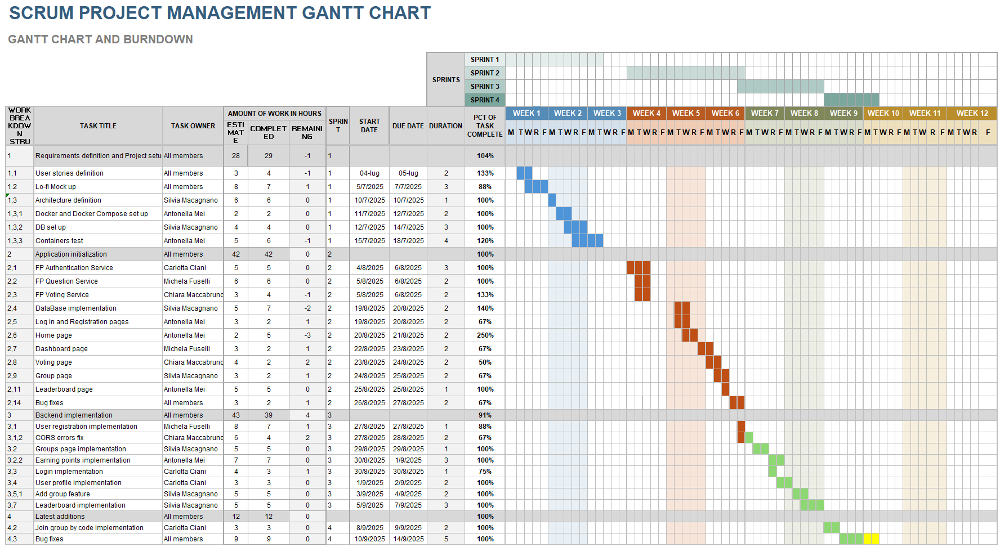 SCRUM PROJECT MANAGEMENT GANTT CHART
GANTT CHART AND BURNDOWN
SPRINTS
SPRINT 1
SPRINT 2
SPRINT 3
SPRINT 4
WORK BREA KDOW N STRU
TASK TITLE
TASK OWNER
AMOUNT OF WORK IN HOURS
ESTI MAT E
COMPLET ED
REMAINI NG
SPRIN T
START DATE
DUE DATE
DURATION
PCT OF TASK COMPLETE
WEEK 1 WEEK 2 WEEK 3 WEEK 4 WEEK 5 WEEK 6 WEEK 7 WEEK 8 WEEK 9 WEEK 10 WEEK 11 WEEK 12
M T W R F M T W R F M T W R F M T W R F M T W R F M T W R F M T W R F M T W R F M T W R F M T W R F M T W R F M T W R F
1 Requirements definition and Project setu All members 28 29 -1 1 104%
1,1 User stories definition All members 3 4 -1 1 04-lug 05-lug 2 133%
1.2 Lo-fi Mock up All members 8 7 1 1 5/7/2025 7/7/2025 3 88%
1,3 Architecture definition Silvia Macagnano 6 6 0 1 10/7/2025 10/7/2025 1 100%
1,3,1 Docker and Docker Compose set up Antonella Mei 2 2 0 1 11/7/2025 12/7/2025 2 100%
1,3,2 DB set up Silvia Macagnano 4 4 0 1 12/7/2025 14/7/2025 3 100%
1,3,3 Containers test Antonella Mei 5 6 -1 1 15/7/2025 18/7/2025 4 120%
2 Application initialization All members 42 42 0 2 100%
2,1 FP Authentication Service Carlotta Ciani 5 5 0 2 4/8/2025 6/8/2025 3 100%
2,2 FP Question Service Michela Fuselli 6 6 0 2 5/8/2025 6/8/2025 2 100%
2,3 FP Voting Service Chiara Maccabruno 3 4 -1 2 5/8/2025 6/8/2025 2 133%
2,4 DataBase implementation Silvia Macagnano 5 7 -2 2 19/8/2025 20/8/2025 2 140%
2,5 Log in and Registration pages Antonella Mei 3 2 1 2 19/8/2025 20/8/2025 2 67%
2,6 Home page Antonella Mei 2 5 -3 2 20/8/2025 21/8/2025 2 250%
2,7 Dashboard page Michela Fuselli 3 2 1 2 22/8/2025 23/8/2025 2 67%
2,8 Voting page Chiara Maccabruno 4 2 2 2 23/8/2025 24/8/2025 2 50%
2,9 Group page Silvia Macagnano 3 2 1 2 24/8/2025 25/8/2025 2 67%
2,11 Leaderboard page Antonella Mei 5 5 0 2 25/8/2025 25/8/2025 1 100%
2,14 Bug fixes All members 3 2 1 2 26/8/2025 27/8/2025 2 67%
3 Backend implementation All members 43 39 4 3 91%
3,1 User registration implementation Michela Fuselli 8 7 1 3 27/8/2025 27/8/2025 1 88%
3,1,2 CORS errors fix Chiara Maccabruno 6 4 2 3 27/8/2025 28/8/2025 2 67%
3.2 Groups page implementation Silvia Macagnano 5 5 0 3 29/8/2025 29/8/2025 1 100%
3.2.2 Earning points implementation Antonella Mei 7 7 0 3 30/8/2025 1/9/2025 3 100%
3,3 Login implementation Carlotta Ciani 4 3 1 3 30/8/2025 30/8/2025 1 75%
3,4 User profile implementation Carlotta Ciani 3 3 0 3 1/9/2025 2/9/2025 2 100%
3,5,1 Add group feature Silvia Macagnano 5 5 0 3 3/9/2025 4/9/2025 2 100%
3,7 Leaderboard implementation Silvia Macagnano 5 5 0 3 5/9/2025 7/9/2025 3 100%
4 Latest additions All members 12 12 0 100%
4,2 Join group by code implementation Carlotta Ciani 3 3 0 4 8/9/2025 9/9/2025 2 100%
4,3 Bug fixes All members 9 9 0 4 10/9/2025 14/9/2025 5 100%